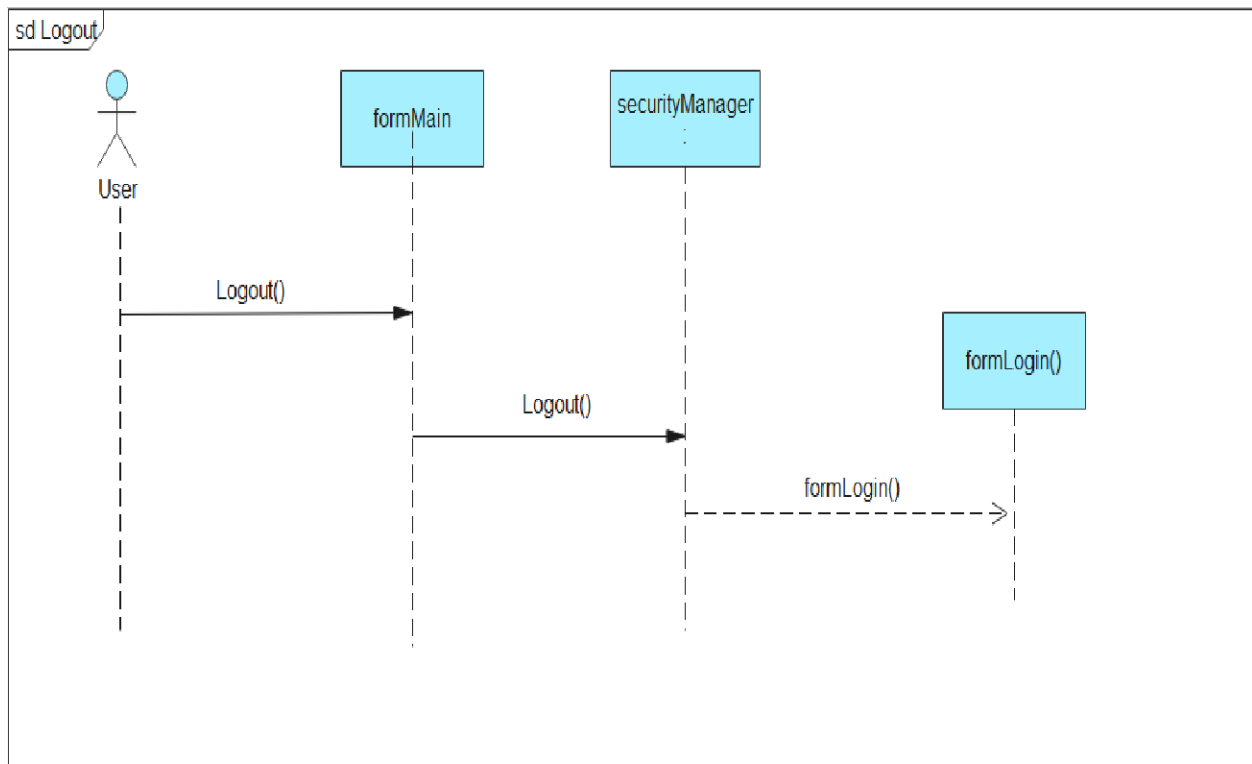 sd Logout
formMain
securityManager
:
User
Logout()
formLogin()
Logout()
formLogin()